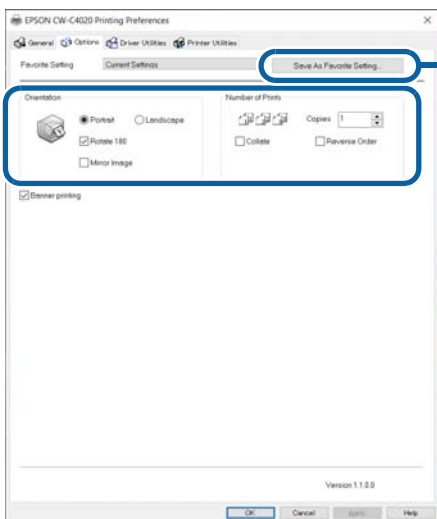 EPSON CW-C4020 Printing Preferences
General Options Driver Utilities Printer Utilities
Favorite Setting Current Settings Save As Favorite Setting...
Orientation Number of Prints
Portrait Landscape Copies 1
Rotate 180 Collate Reverse Order
Mirror Image
Banner printing
Version 1.1.0.0
OK Cancel Apply Help